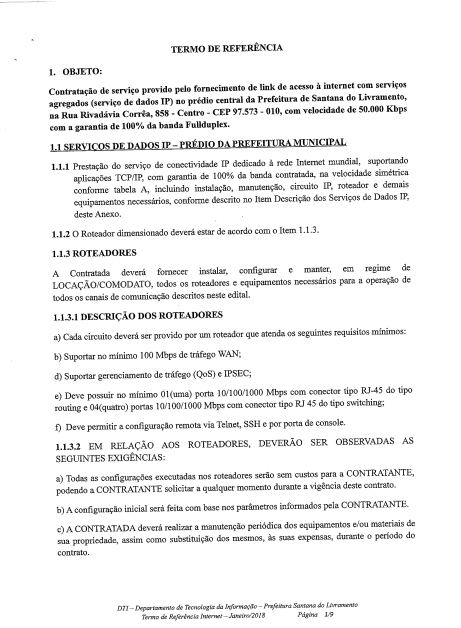 TERMO DE REFERÊNCIA
1. OBJETO:
Contratação de serviço provido pelo fornecimento de link de acesso à internet com serviços
agregados (serviço de dados IP) no prédio central da Prefeitura de Santana do Livramento,
na Rua Rivadávia Corrêa, 858 - Centro - CEP 97.573 - 010, com velocidade de 50.000 Kbps
com a garantia de 100% da banda Fullduplex.
1.1 SERVIÇOS DE DADOS IP – PRÉDIO DA PREFEITURA MUNICIPAL
1.1.1 Prestação do serviço de conectividade IP dedicado à rede Internet mundial, suportando
aplicações TCP/IP, com garantia de 100% da banda contratada, na velocidade simétrica
conforme tabela A, incluindo instalação, manutenção, circuito IP, roteador e demais
equipamentos necessários, conforme descrito no Item Descrição dos Serviços de Dados IP,
deste Anexo.
1.1.2 O Roteador dimensionado deverá estar de acordo com o Item 1.1.3.
1.1.3 ROTEADORES
A Contratada deverá fornecer instalar, configurar e manter, em regime de
LOCAÇÃO/COMODATO, todos os roteadores e equipamentos necessários para a operação de
todos os canais de comunicação descritos neste edital.
1.1.3.1 DESCRIÇÃO DOS ROTEADORES
a) Cada circuito deverá ser provido por um roteador que atenda os seguintes requisitos mínimos:
b) Suportar no mínimo 100 Mbps de tráfego WAN;
d) Suportar gerenciamento de tráfego (QoS) e IPSEC;
e) Deve possuir no mínimo 01(uma) porta 10/100/1000 Mbps com conector tipo RJ-45 do tipo
routing e 04(quatro) portas 10/100/1000 Mbps com conector tipo RJ 45 do tipo switching;
f) Deve permitir a configuração remota via Telnet, SSH e por porta de console.
1.1.3.2 EM RELAÇÃO AOS ROTEADORES, DEVERÃO SER OBSERVADAS AS
SEGUINTES EXIGÊNCIAS:
a) Todas as configurações executadas nos roteadores serão sem custos para a CONTRATANTE,
podendo a CONTRATANTE solicitar a qualquer momento durante a vigência deste contrato.
b) A configuração inicial será feita com base nos parâmetros informados pela CONTRATANTE.
c) A CONTRATADA deverá realizar a manutenção periódica dos equipamentos e/ou materiais de
sua propriedade, assim como substituição dos mesmos, às suas expensas, durante o período do
contrato.
DTI – Departamento de Tecnologia da Informação – Prefeitura Santana do Livramento
Termo de Referência Internet – Janeiro/2018 Página 1/9